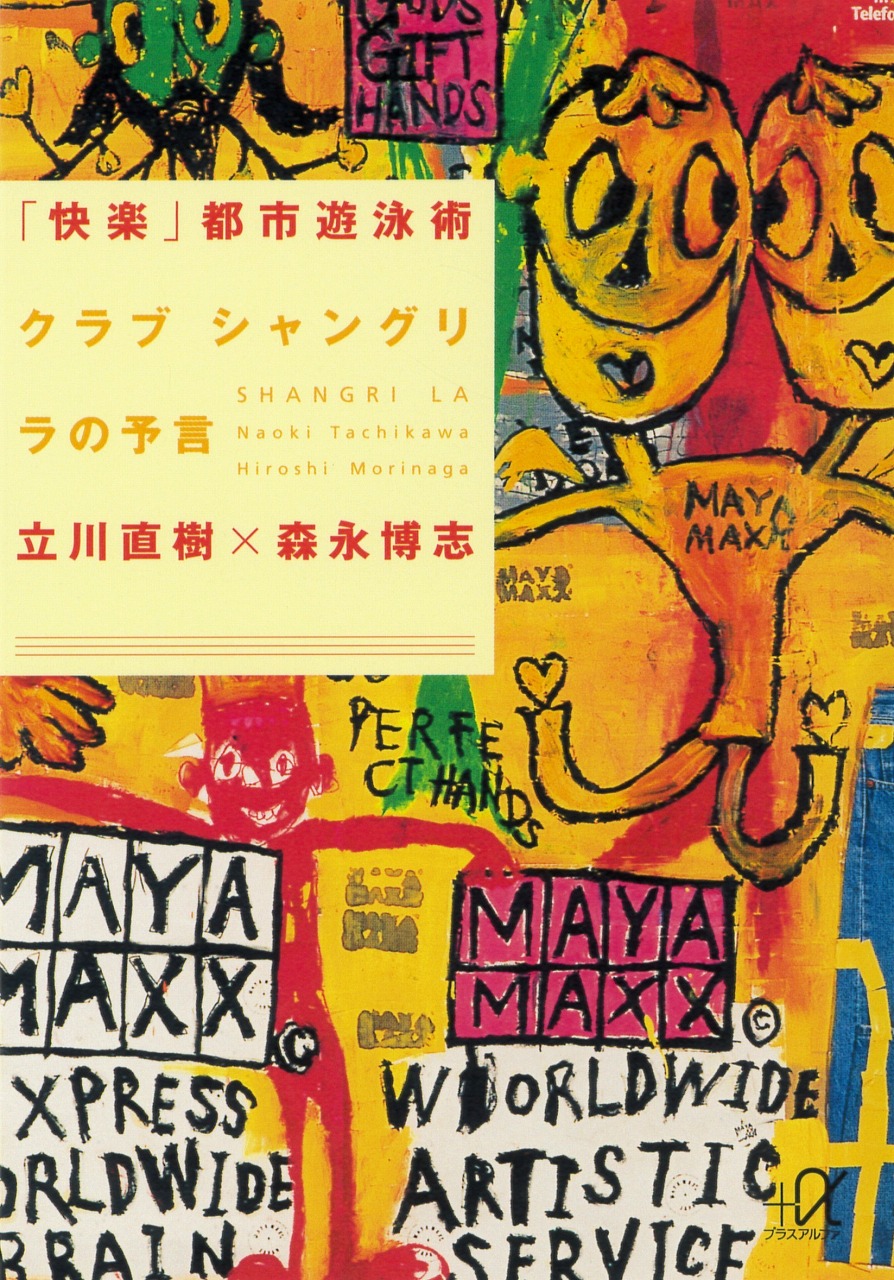 Telefo
GODS
GIFT
HANDS
「快楽」都市遊泳術
クラブ シャングリ
ラの予言
SHANGRI LA
Naoki Tachikawa
Hiroshi Morinaga
立川直樹×森永博志
MAYA
MAXX
MAYA
MAXX
PERFE
CT HANDS
MAYA
MAXX
©
MAYA
MAXX
©
XPRESS
ORLDWIDE
BRAIN
WORLDWIDE
ARTISTIC
SERVICE
+α
プラスアルファ